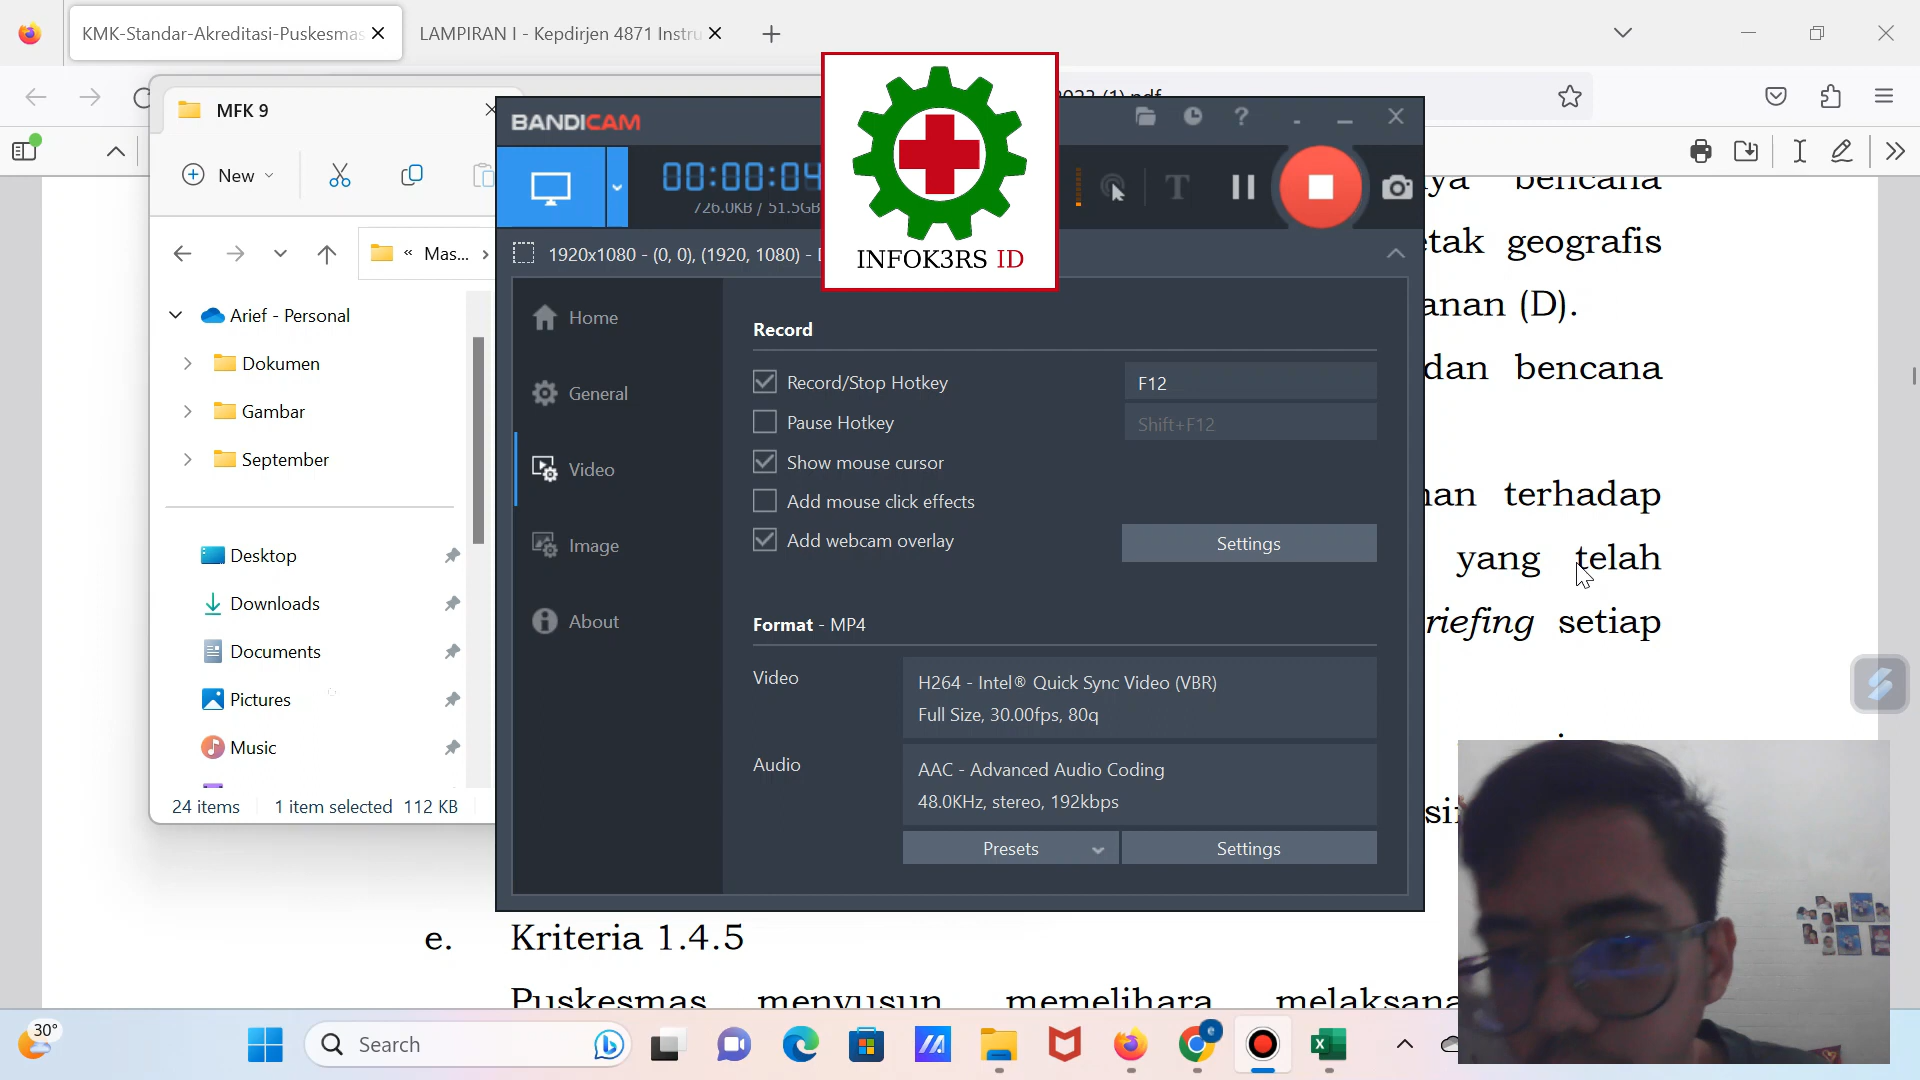 KMK-Standar-Akreditasi-Puskesmas
LAMPIRAN I - Kepdirjen 4871 Instru
MFK 9
New
Mas...
Arief - Personal
Dokumen
Gambar
September
Desktop
Downloads
Documents
Pictures
Music
24 items
1 item selected 112 KB
BANDICAM
00:00:04
726.0KB / 51.5GB
1920x1080 - (0, 0), (1920, 1080) -
INFOK3RS ID
Home
General
Video
Image
About
Record
Record/Stop Hotkey
F12
Pause Hotkey
Shift+F12
Show mouse cursor
Add mouse click effects
Add webcam overlay
Settings
Format - MP4
Video
H264 - Intel® Quick Sync Video (VBR)
Full Size, 30.00fps, 80q
Audio
AAC - Advanced Audio Coding
48.0KHz, stereo, 192kbps
Presets
Settings
bencana
geografis
(D).
dan bencana
terhadap
yang telah
setiap
e. Kriteria 1.4.5
Puskesmas menyusun memelihara
30°
Search